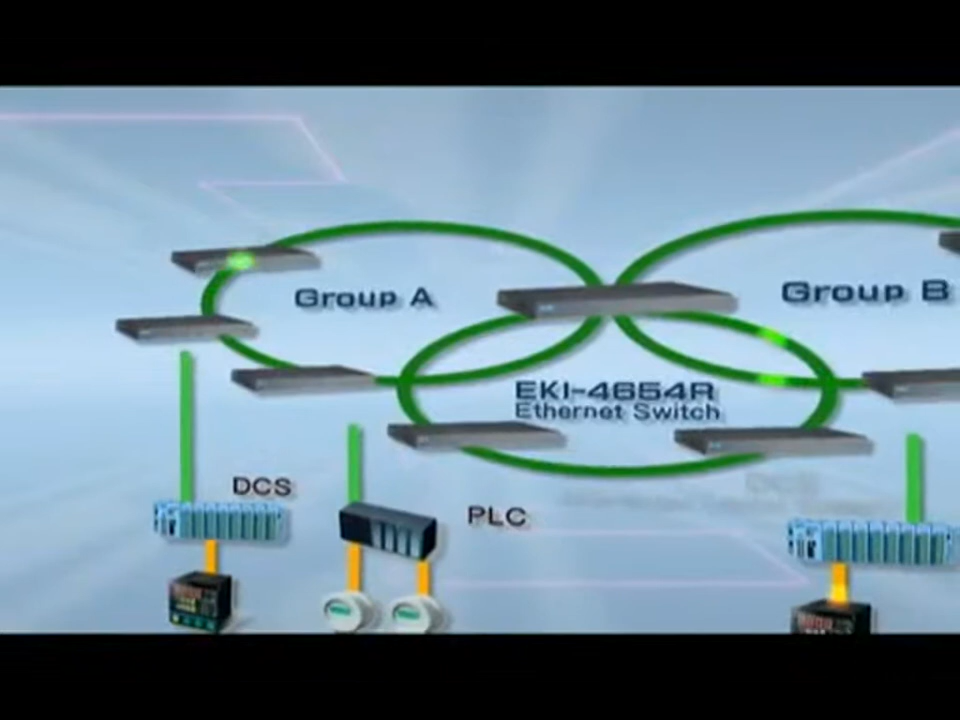 Group A
Group B
EKI-4654R
Ethernet Switch
DCS
PLC